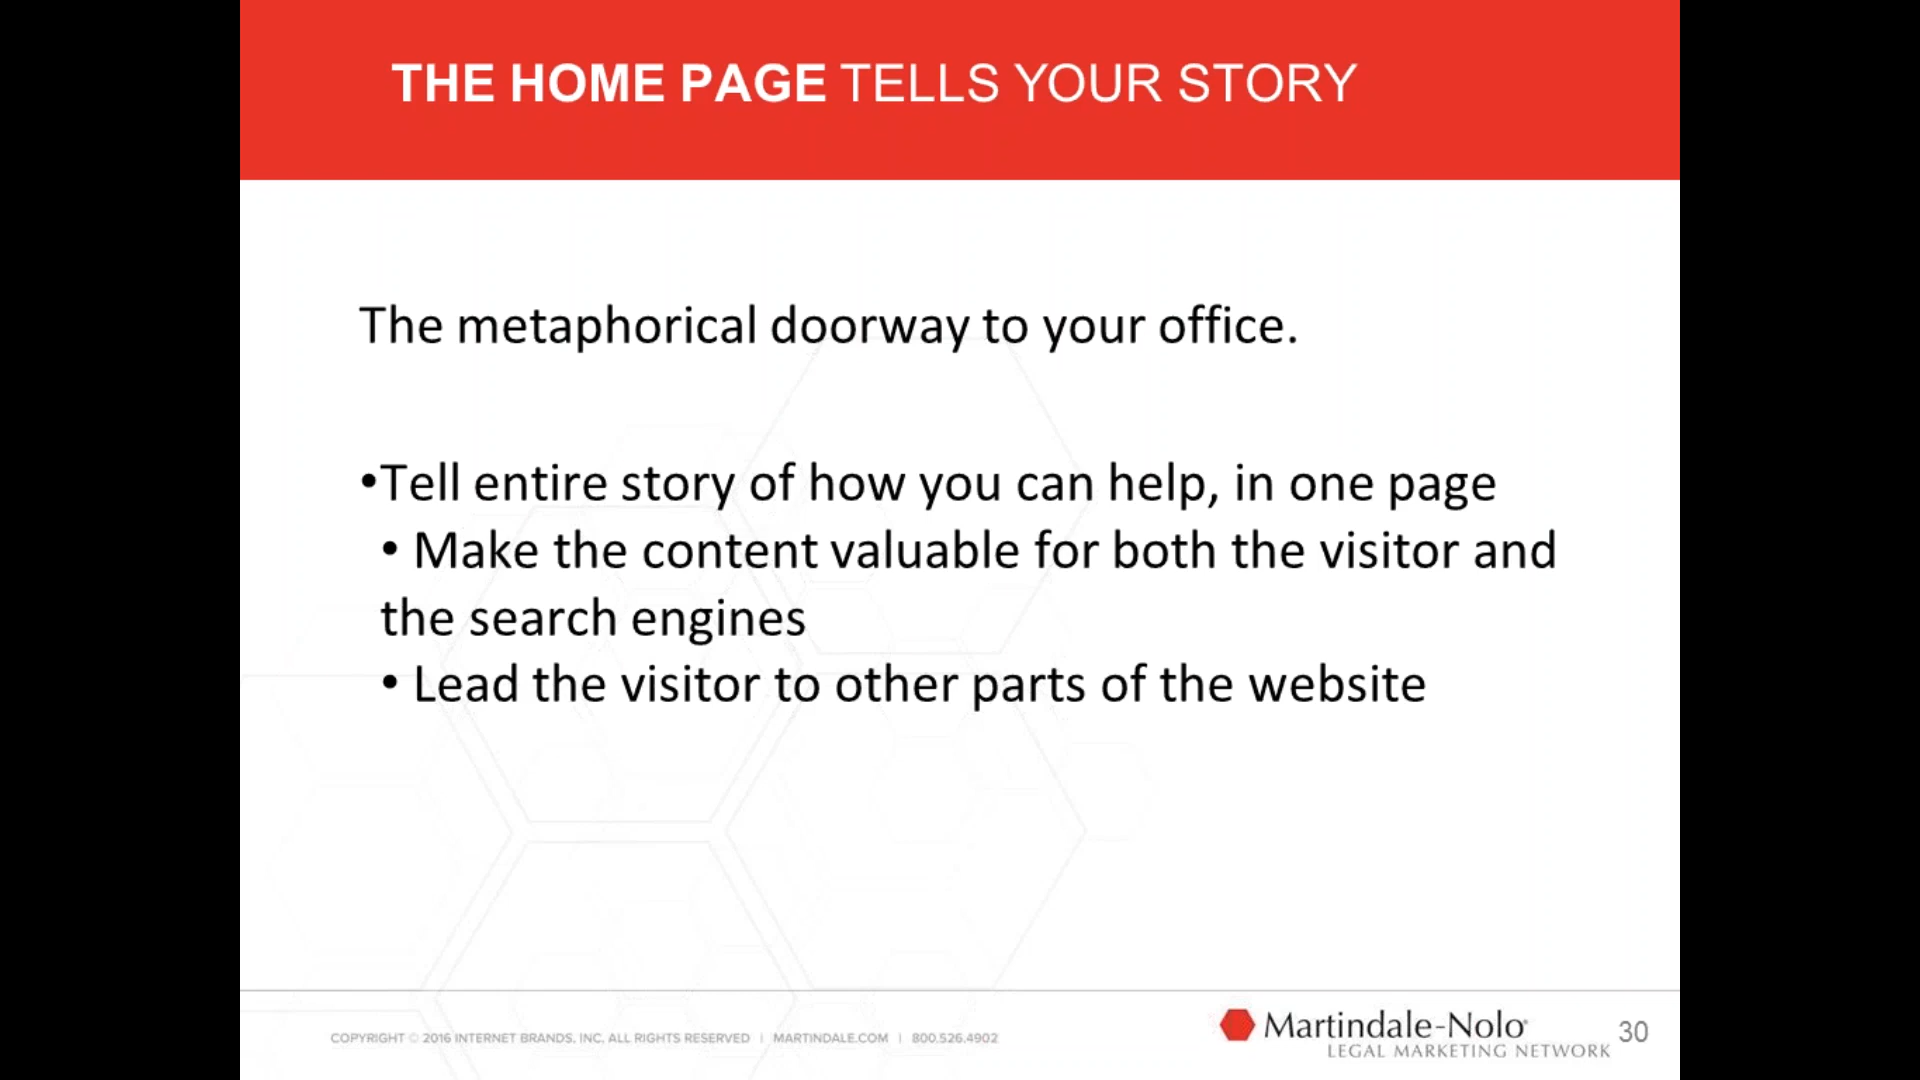 THE HOME PAGE TELLS YOUR STORY
The metaphorical doorway to your office.
•Tell entire story of how you can help, in one page
• Make the content valuable for both the visitor and
the search engines
• Lead the visitor to other parts of the website
COPYRIGHT © 2016 INTERNET BRANDS, INC. ALL RIGHTS RESERVED | MARTINDALE.COM | 800.526.4902
Martindale-Nolo®
LEGAL MARKETING NETWORK
30